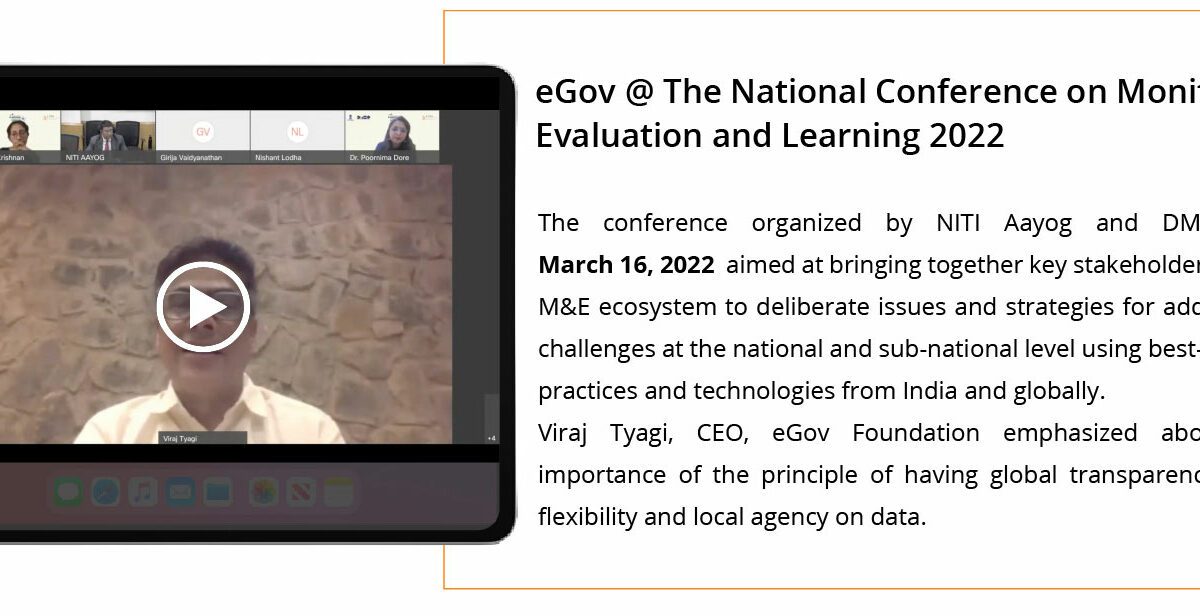 eGov @ The National Conference on Monit
Evaluation and Learning 2022
The conference organized by NITI Aayog and DM
March 16, 2022 aimed at bringing together key stakeholder
M&E ecosystem to deliberate issues and strategies for add
challenges at the national and sub-national level using best-
practices and technologies from India and globally.
Viraj Tyagi, CEO, eGov Foundation emphasized abo
importance of the principle of having global transparenc
flexibility and local agency on data.
rishnan
NITI AAYOG
GV
Girija Vaidyanathan
NL
Nishant Lodha
Dr. Poornima Dore
Viraj Tyagi
+4